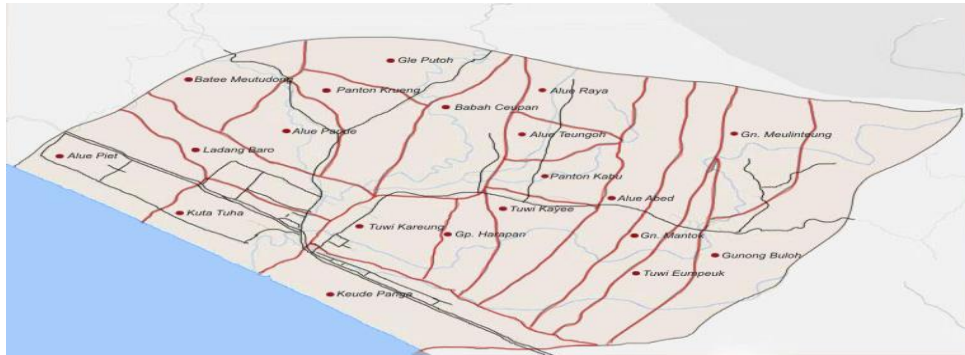 Gle Putoh
Batee Meutudong
Panton Krueng
Alue Raya
Babah Ceupan
Alue Teungoh
Gn. Meulinteung
Ladang Baro
Alue Piet
Panton Kabu
Alue Abed
Kuta Tuha
Tuwi Kayee
Tuwi Kareung
Gp. Harapan
Gn. Mantok
Gunong Buloh
Tuwi Eumpeuk
Keude Panga